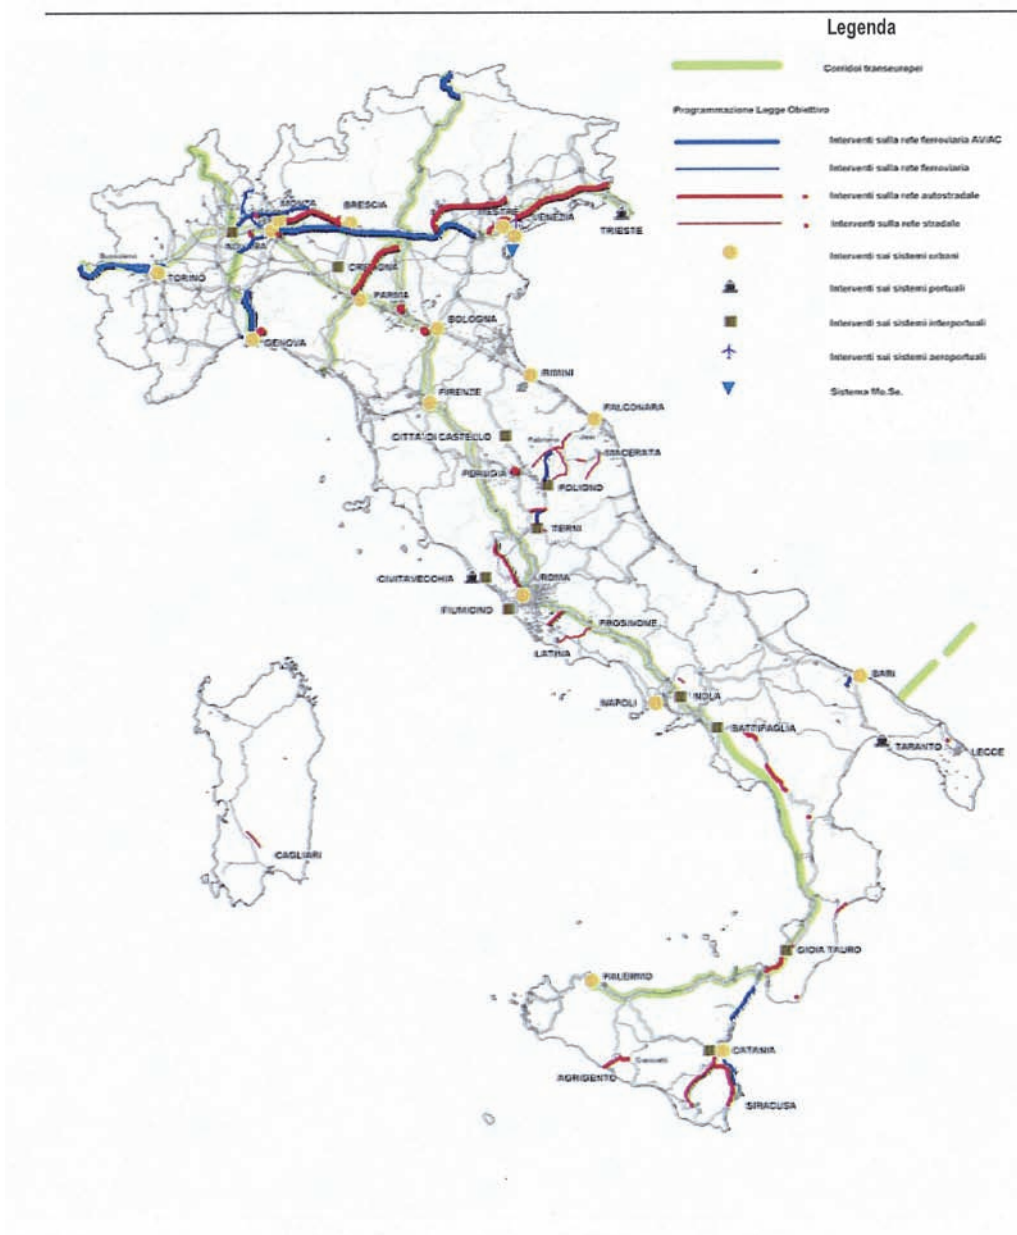 Legenda
Corridoi transeuropei
Programmazione Legge Obiettivo
Interventi sulla rete ferroviaria AV/AC
Interventi sulla rete ferroviaria
Interventi sulla rete autostradale
Interventi sulla rete stradale
Interventi sui sistemi urbani
Interventi sui sistemi portuali
Interventi sui sistemi interportuali
Interventi sui sistemi aeroportuali
Sistema Mo.Se.
MONZA
BRESCIA
MESTRE
VENEZIA
TRIESTE
NOVARA
Bussoleno
TORINO
CREMONA
PARMA
BOLOGNA
GENOVA
RIMINI
FIRENZE
FALCONARA
CITTA' DI CASTELLO
Fabriano
Jesi
MACERATA
PERUGIA
FOLIGNO
TERNI
CIVITAVECCHIA
ROMA
FIUMICINO
FROSINONE
LATINA
BARI
NAPOLI
NOLA
BATTIPAGLIA
TARANTO
LECCE
CAGLIARI
GIOIA TAURO
PALERMO
CATANIA
AGRIGENTO
SIRACUSA